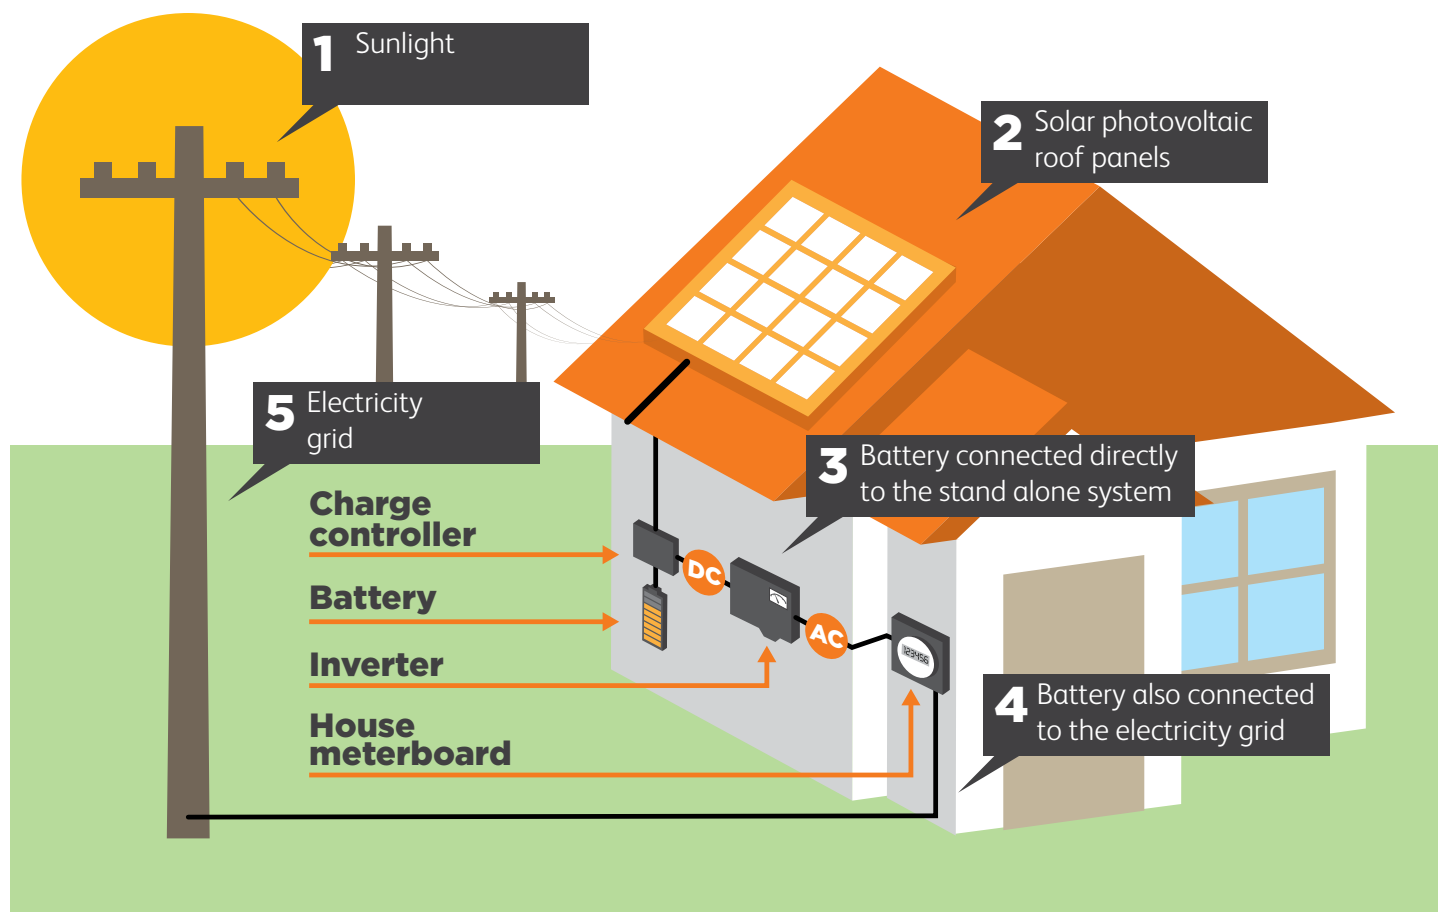 1 Sunlight
2 Solar photovoltaic
roof panels
5 Electricity
grid
3 Battery connected directly
to the stand alone system
Charge
controller
DC
Battery
AC
123456
Inverter
4 Battery also connected
to the electricity grid
House
meterboard